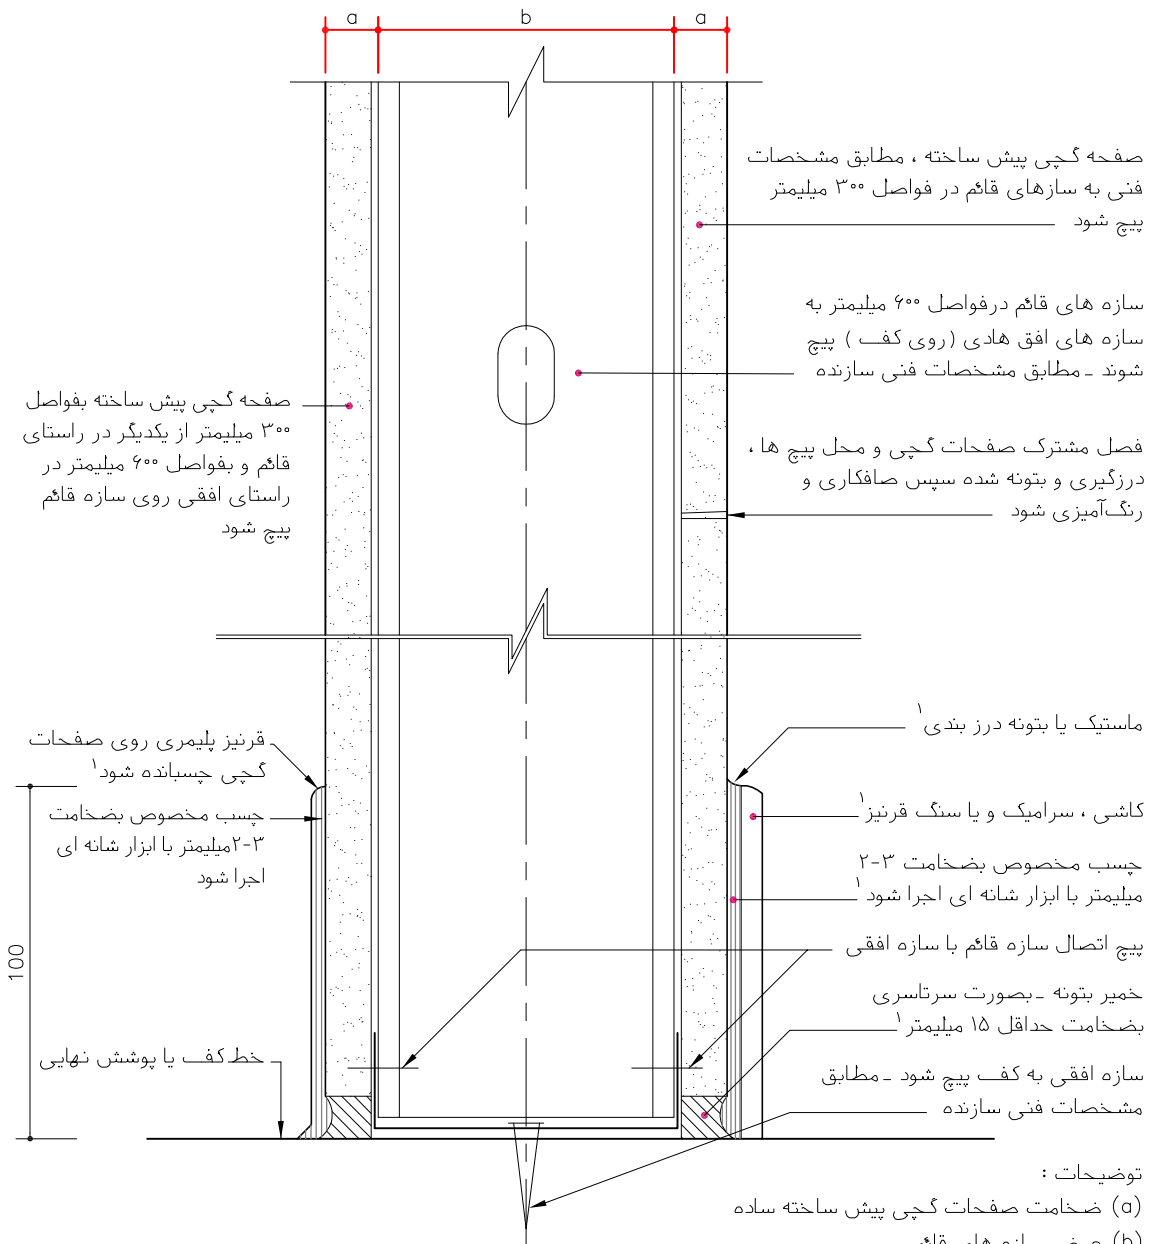 a
b
a
صفحه گچی پیش ساخته ، مطابق مشخصات
فنی به سازهای قائم در فواصل ۳۰۰ میلیمتر
پیچ شود
سازه های قائم درفواصل ۶۰۰ میلیمتر به
سازه های افق هادی (روی کف ) پیچ
شوند - مطابق مشخصات فنی سازنده
فصل مشترک صفحات گچی و محل پیچ ها ،
درزگیری و بتونه شده سپس صافکاری و
رنگ‌آمیزی شود
صفحه گچی پیش ساخته بفواصل
۳۰۰ میلیمتر از یکدیگر در راستای
قائم و بفواصل ۶۰۰ میلیمتر در
راستای افقی روی سازه قائم
پیچ شود
ماستیک یا بتونه درز بندی۱
کاشی ، سرامیک و یا سنگ قرنیز۱
چسب مخصوص بضخامت ۳-۲
میلیمتر با ابزار شانه ای اجرا شود۱
پیچ اتصال سازه قائم با سازه افقی
خمیر بتونه - بصورت سرتاسری
بضخامت حداقل ۱۵ میلیمتر۱
سازه افقی به کف پیچ شود - مطابق
مشخصات فنی سازنده
قرنیز پلیمری روی صفحات
گچی چسبانده شود۱
چسب مخصوص بضخامت
۳-۲میلیمتر با ابزار شانه ای
اجرا شود
100
خط کف یا پوشش نهایی
توضیحات :
(a) ضخامت صفحات گچی پیش ساخته ساده
(b)